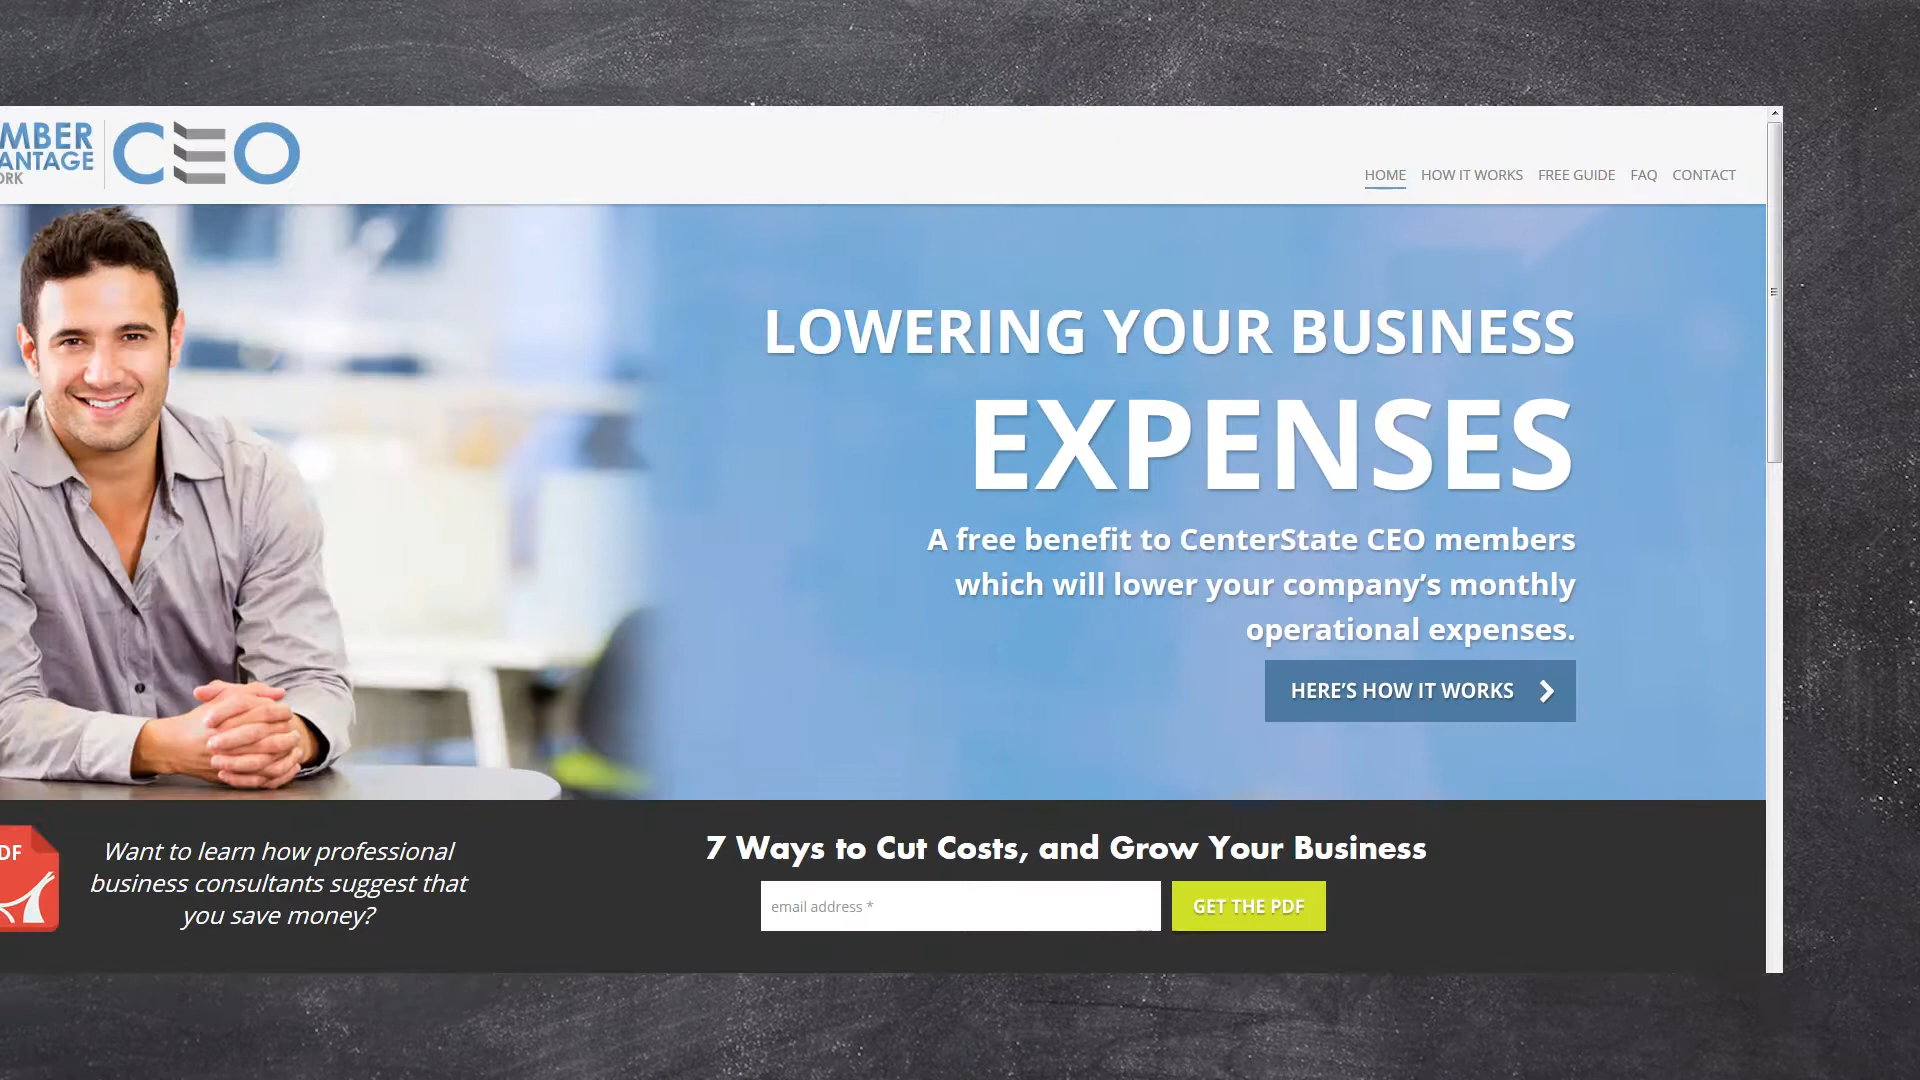 MBER
ANTAGE
ORK
CEO
HOME HOW IT WORKS FREE GUIDE FAQ CONTACT
LOWERING YOUR BUSINESS
EXPENSES
A free benefit to CenterState CEO members
which will lower your company’s monthly
operational expenses.
HERE’S HOW IT WORKS
DF
Want to learn how professional
business consultants suggest that
you save money?
7 Ways to Cut Costs, and Grow Your Business
email address *
GET THE PDF